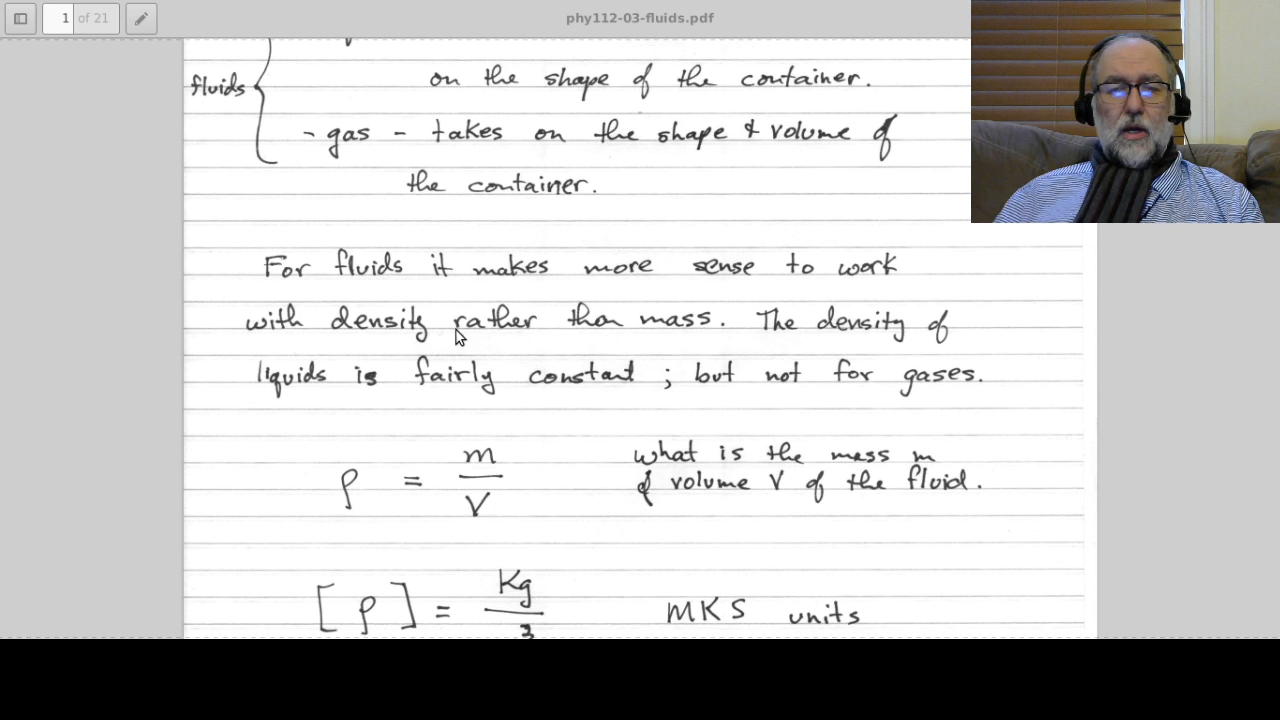 1 of 21
phy112-03-fluids.pdf
on the shape of the container.
fluids
- gas - takes on the shape & volume of
the container.
For fluids it makes more sense to work
with density rather than mass. The density of
liquids is fairly constant ; but not for gases.
ρ = m / V
what is the mass m
& volume V of the fluid.
[ρ] = Kg / 3
MKS units